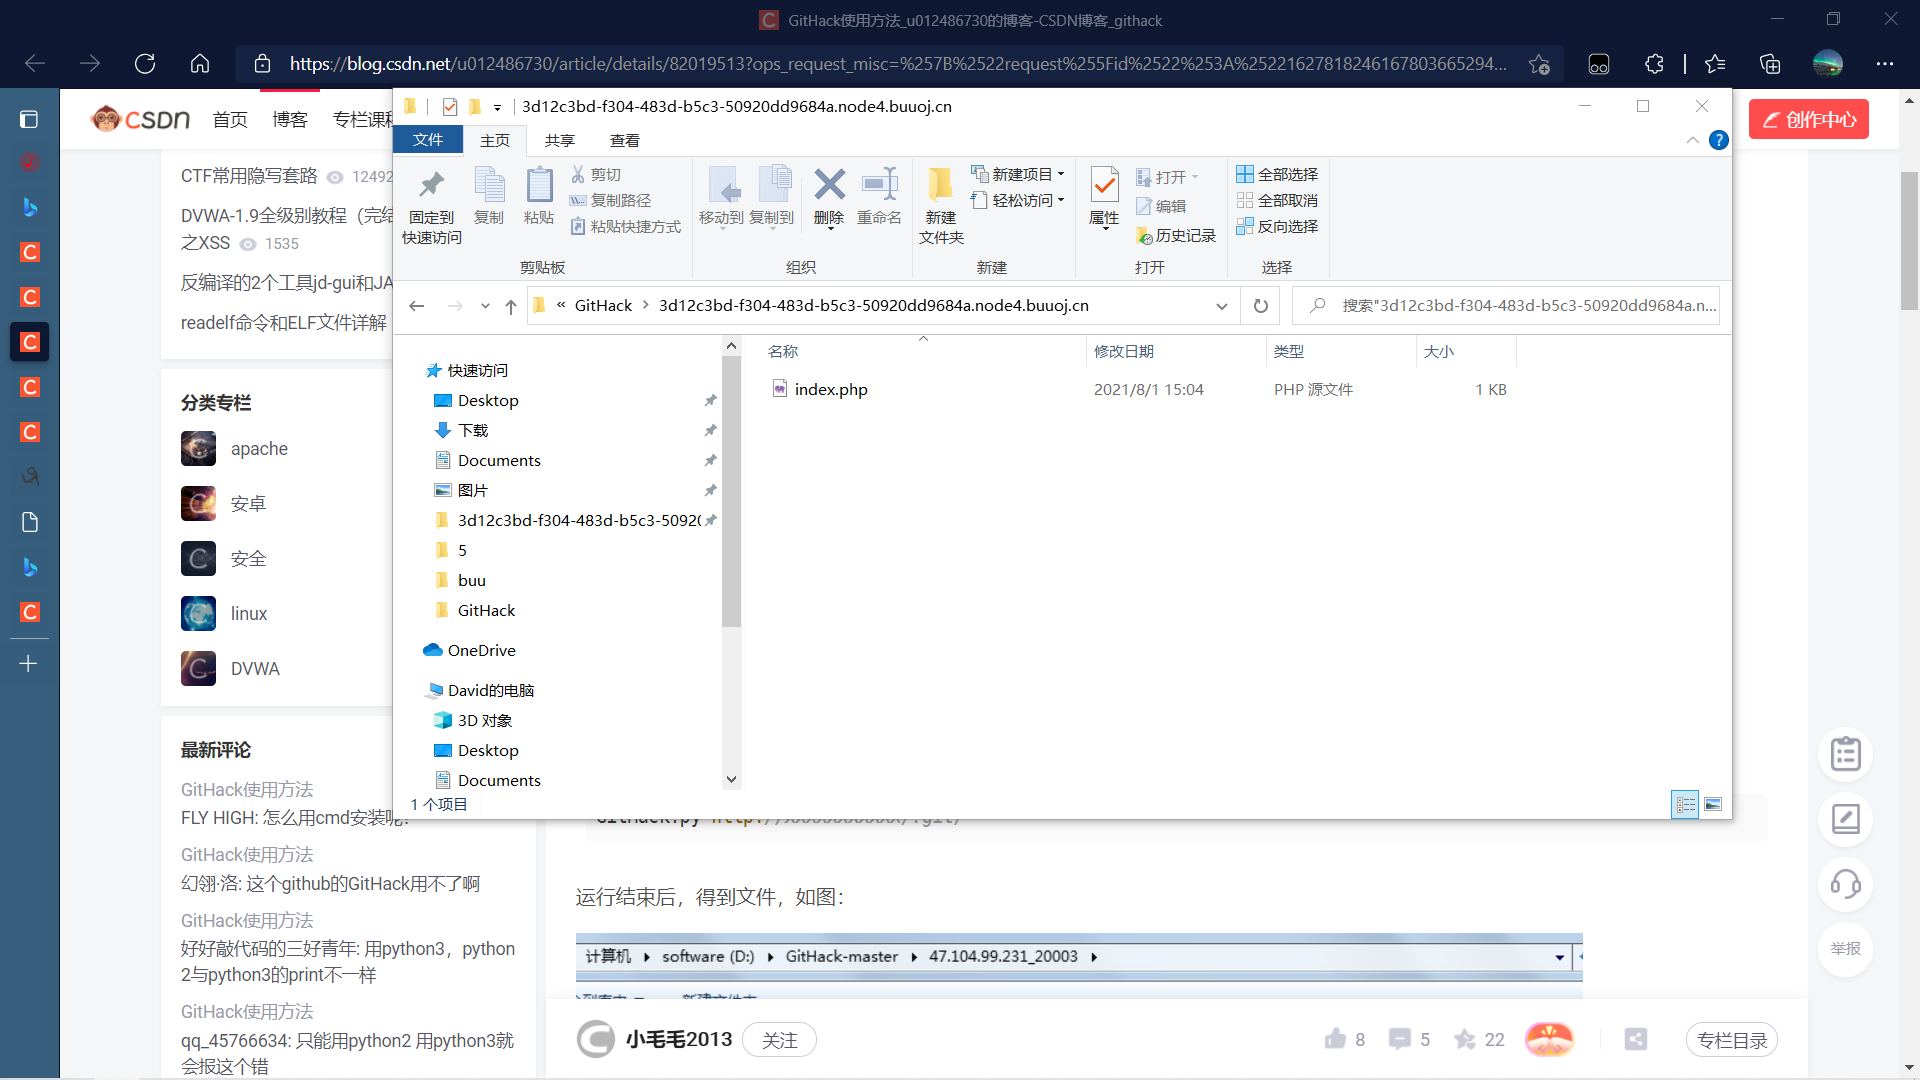 GitHack使用方法_u012486730的博客-CSDN博客_githack
https://blog.csdn.net/u012486730/article/details/82019513?ops_request_misc=%257B%2522request%255Fid%2522%253A%25221627818246167803665294...
CSDN 首页 博客 专栏课程
创作中心
CTF常用隐写套路 12492
DVWA-1.9全级别教程（完结
之XSS 1535
反编译的2个工具jd-gui和JA
readelf命令和ELF文件详解
分类专栏
apache
安卓
安全
linux
DVWA
最新评论
GitHack使用方法
FLY HIGH: 怎么用cmd安装呢?
GitHack使用方法
幻翎·洛: 这个github的GitHack用不了啊
GitHack使用方法
好好敲代码的三好青年: 用python3，python
2与python3的print不一样
GitHack使用方法
qq_45766634: 只能用python2 用python3就
会报这个错
3d12c3bd-f304-483d-b5c3-50920dd9684a.node4.buuoj.cn
文件 主页 共享 查看
固定到
快速访问
复制
粘贴
剪切
复制路径
粘贴快捷方式
剪贴板
移动到 复制到 删除 重命名
组织
新建
文件夹
新建项目
轻松访问
新建
属性
打开
编辑
历史记录
打开
全部选择
全部取消
反向选择
选择
« GitHack › 3d12c3bd-f304-483d-b5c3-50920dd9684a.node4.buuoj.cn
搜索"3d12c3bd-f304-483d-b5c3-50920dd9684a.n...
快速访问
Desktop
下载
Documents
图片
3d12c3bd-f304-483d-b5c3-5092(
5
buu
GitHack
OneDrive
David的电脑
3D 对象
Desktop
Documents
名称 修改日期 类型 大小
index.php 2021/8/1 15:04 PHP 源文件 1 KB
1 个项目
运行结束后，得到文件，如图：
计算机 software (D:) GitHack-master 47.104.99.231_20003
小毛毛2013 关注
8 5 22
专栏目录
举报